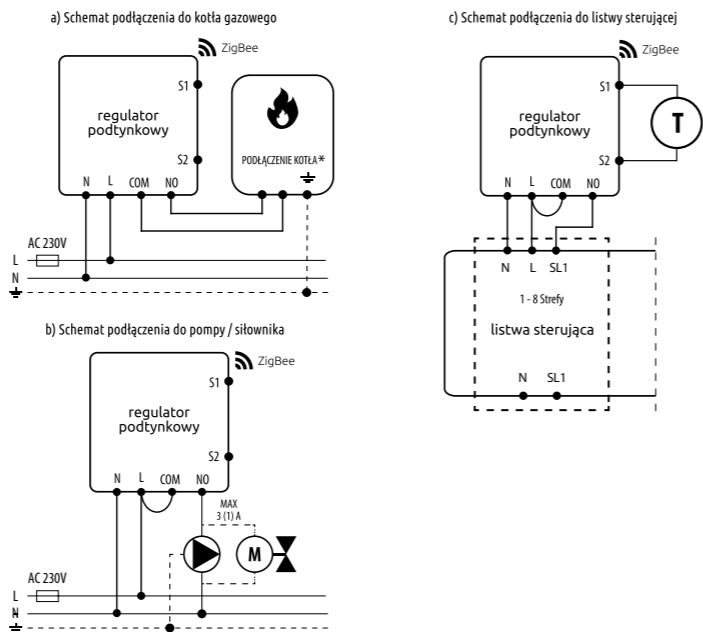 a) Schemat podłączenia do kotła gazowego
ZigBee
S1
regulator
podtynkowy
S2
PODŁĄCZENIE KOTŁA*
N L COM NO
AC 230V
L
N
b) Schemat podłączenia do pompy / siłownika
ZigBee
S1
regulator
podtynkowy
S2
N L COM NO
MAX
3 (1) A
M
AC 230V
L
N
c) Schemat podłączenia do listwy sterującej
ZigBee
S1
regulator
podtynkowy
T
S2
N L COM NO
N L SL1
1 - 8 Strefy
listwa sterująca
N SL1